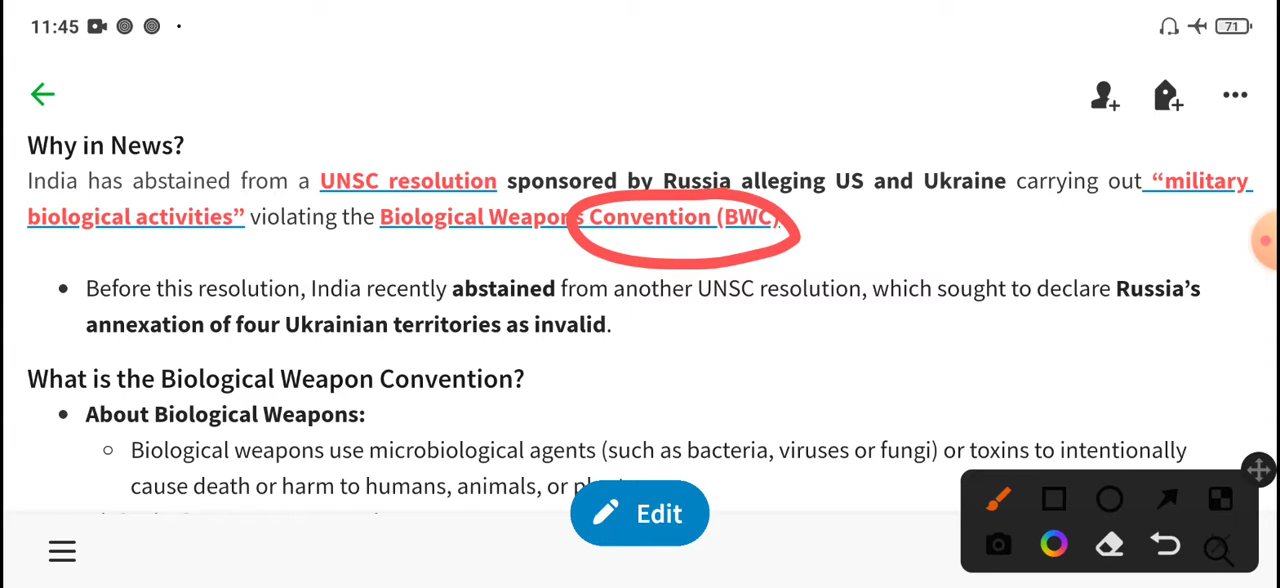 11:45
71
Why in News?
India has abstained from a UNSC resolution sponsored by Russia alleging US and Ukraine carrying out “military
biological activities” violating the Biological Weapons Convention (BWC)
Before this resolution, India recently abstained from another UNSC resolution, which sought to declare Russia’s
annexation of four Ukrainian territories as invalid.
What is the Biological Weapon Convention?
About Biological Weapons:
Biological weapons use microbiological agents (such as bacteria, viruses or fungi) or toxins to intentionally
cause death or harm to humans, animals, or
Edit